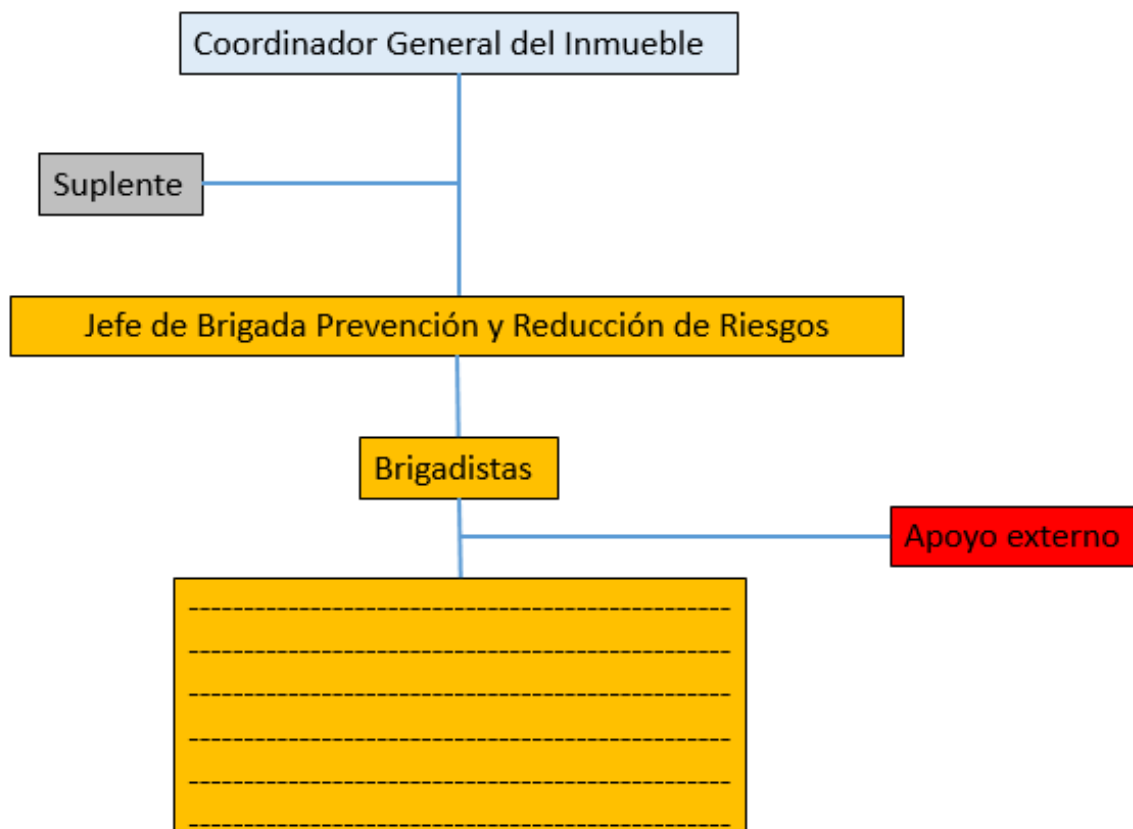 Coordinador General del Inmueble
Suplente
Jefe de Brigada Prevención y Reducción de Riesgos
Brigadistas
Apoyo externo